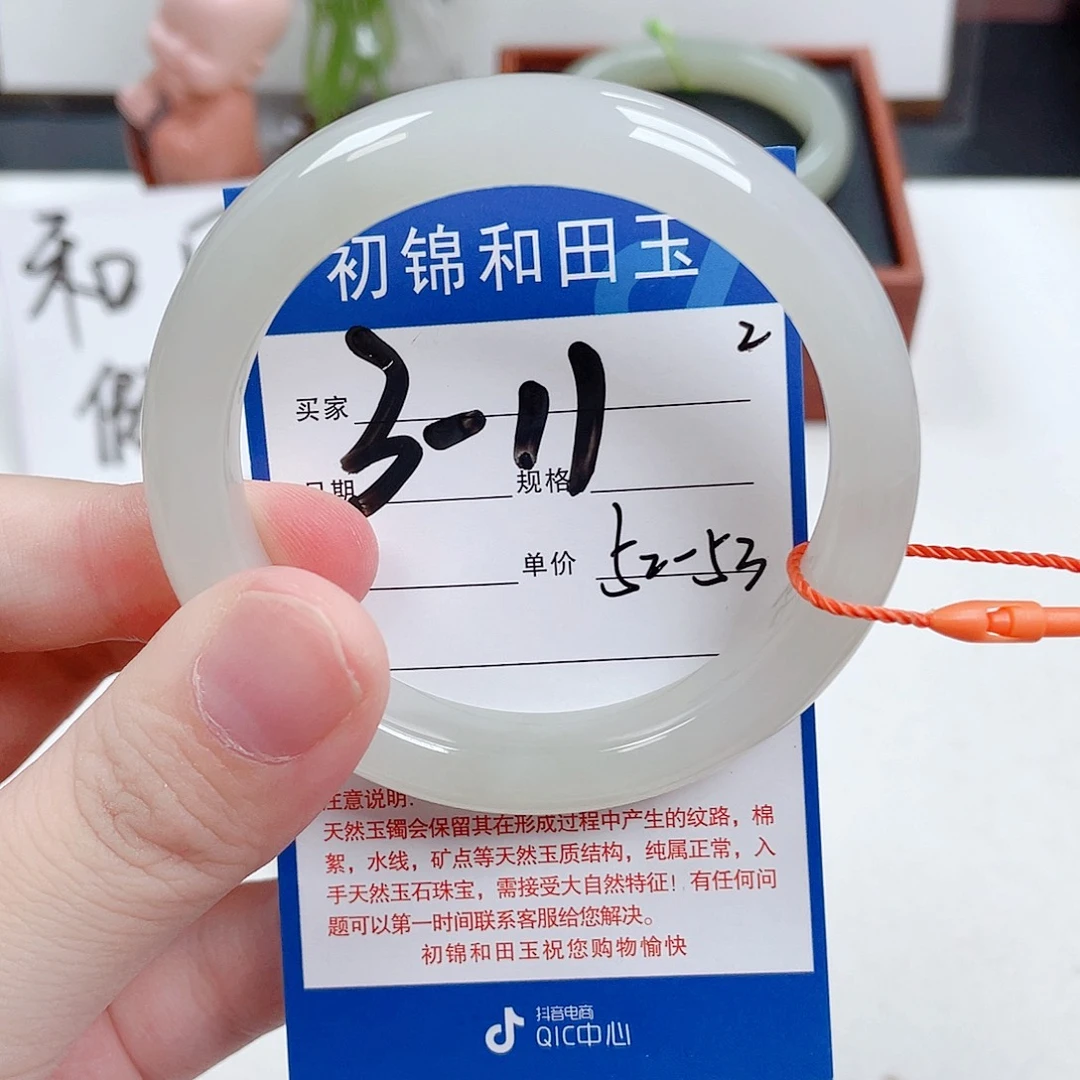 初锦和田玉
2
买家
3-11
日期 规格
单价 52-53
注意说明:
天然玉镯会保留其在形成过程中产生的纹路，棉
絮，水线，矿点等天然玉质结构，纯属正常，入
手天然玉石珠宝，需接受大自然特征！有任何问
题可以第一时间联系客服给您解决。
初锦和田玉祝您购物愉快
抖音电商
QIC中心
和